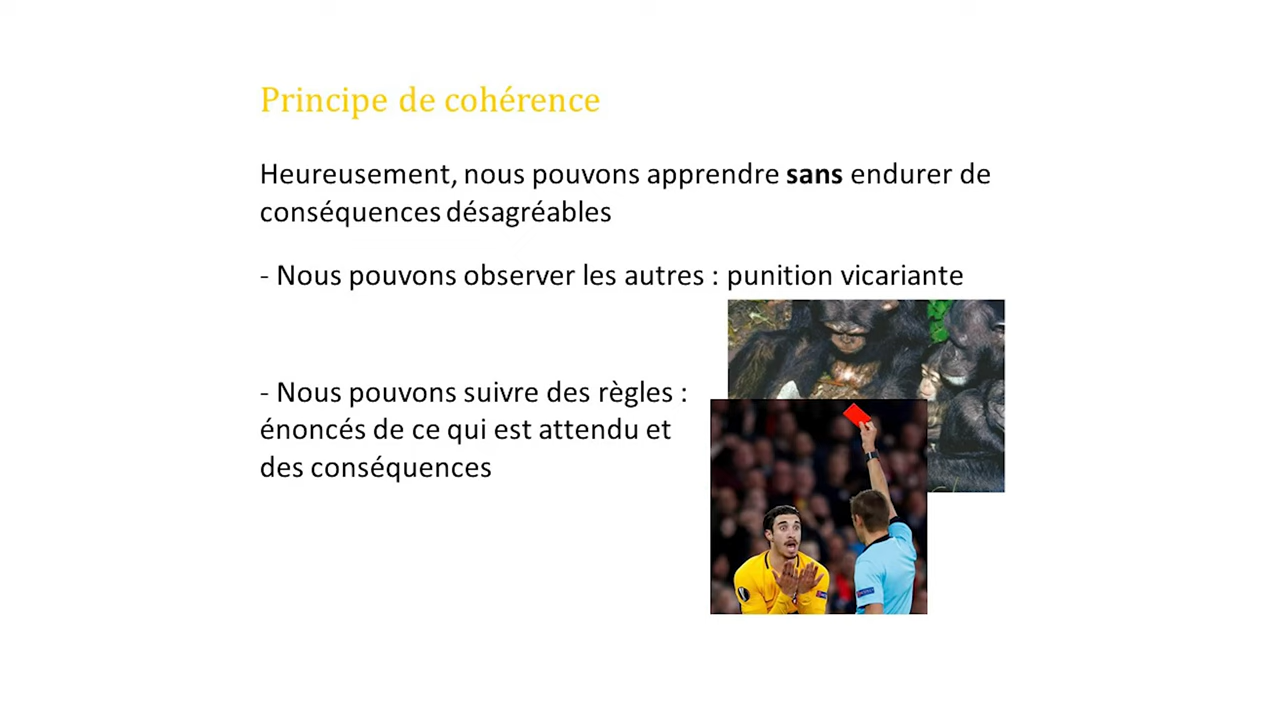 Principe de cohérence
Heureusement, nous pouvons apprendre sans endurer de
conséquences désagréables
- Nous pouvons observer les autres : punition vicariante
- Nous pouvons suivre des règles :
énoncés de ce qui est attendu et
des conséquences